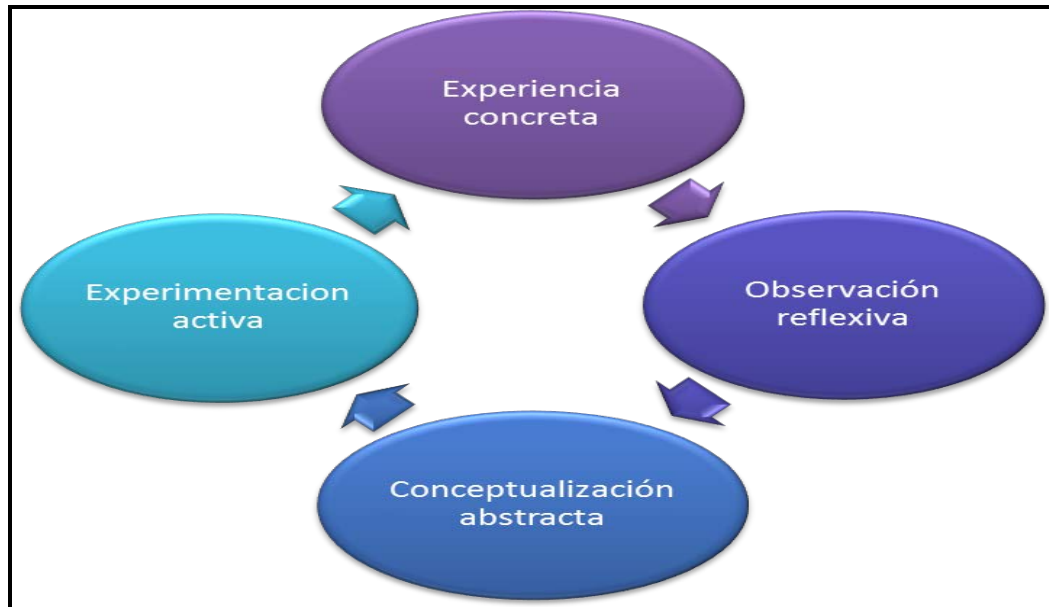 Experiencia
concreta
Observación
reflexiva
Conceptualización
abstracta
Experimentacion
activa